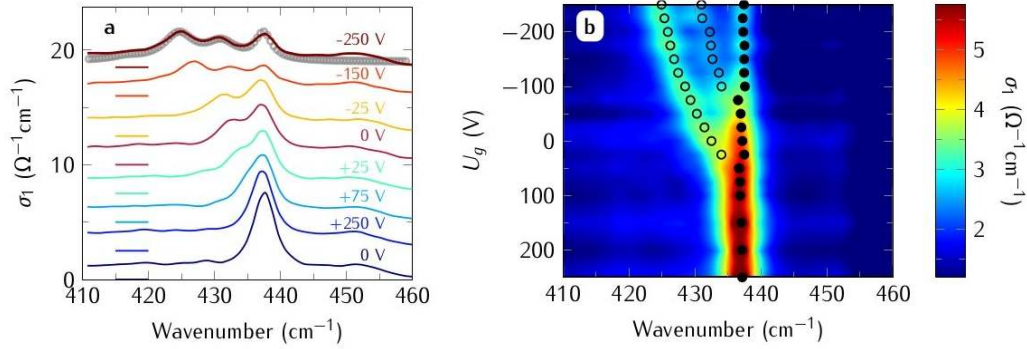 a
-250 V
-150 V
-25 V
0 V
+25 V
+75 V
+250 V
0 V
20
10
0
σ₁ (Ω⁻¹cm⁻¹)
410 420 430 440 450 460
Wavenumber (cm⁻¹)
b
−200
−100
0
100
200
U_g (V)
410 420 430 440 450 460
Wavenumber (cm⁻¹)
5
4
3
2
σ₁ (Ω⁻¹cm⁻¹)